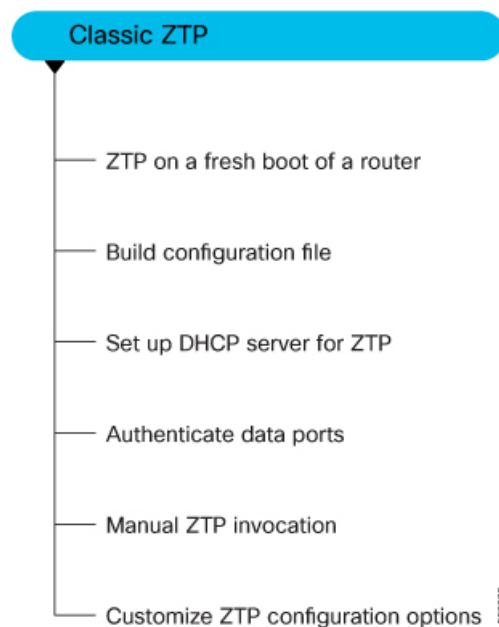 Classic ZTP
ZTP on a fresh boot of a router
Build configuration file
Set up DHCP server for ZTP
Authenticate data ports
Manual ZTP invocation
Customize ZTP configuration options